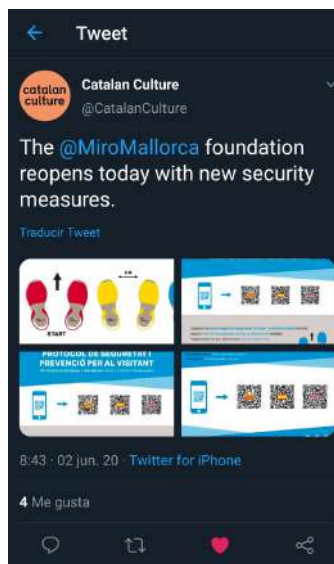 Tweet
catalan
culture
Catalan Culture
@CatalanCulture
The @MiroMallorca foundation
reopens today with new security
measures.
Traducir Tweet
START
PROTOCOL DE SEGURETAT I
PREVENCIÓ PER AL VISITANT
8:43 · 02 jun. 20 · Twitter for iPhone
4 Me gusta